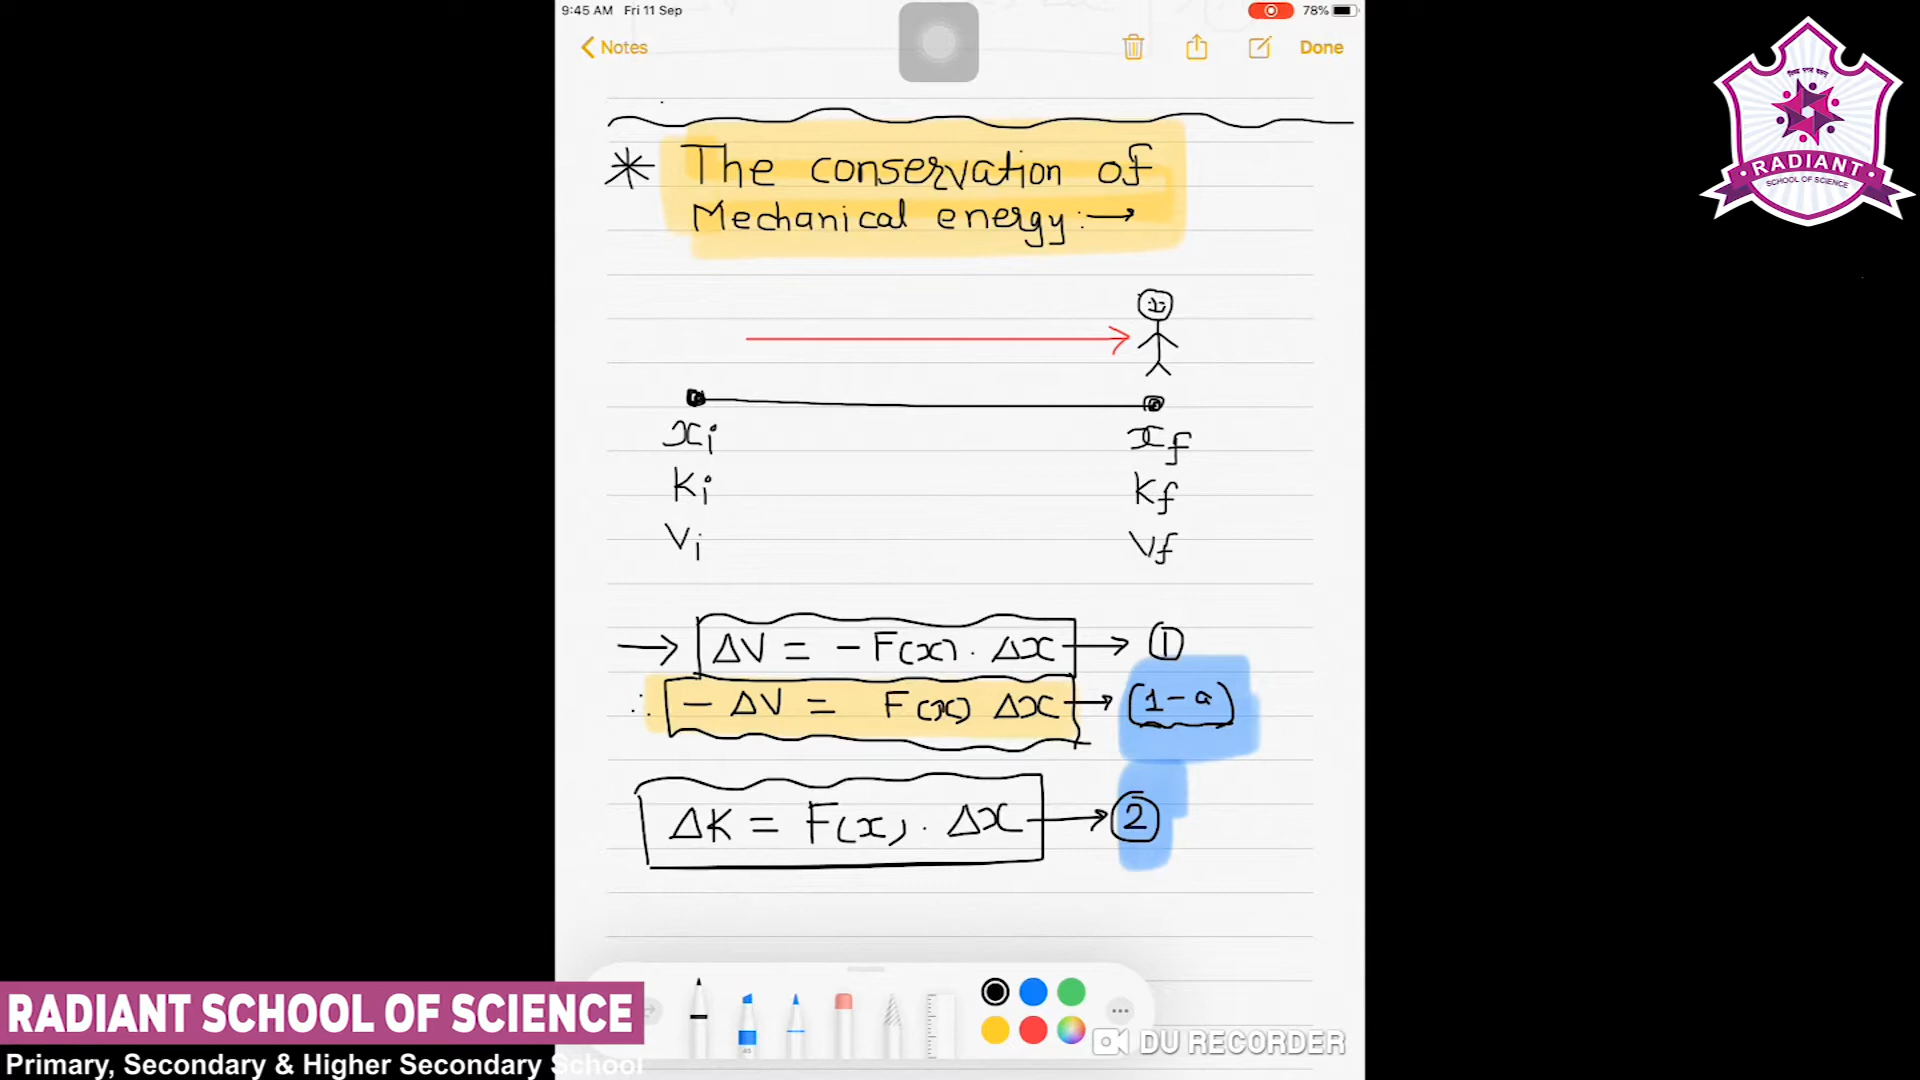 9:45 AM Fri 11 Sep
78%
Notes
Done
* The conservation of
Mechanical energy :→
xi
xf
Ki
Kf
Vi
Vf
→ ΔV = - F(x) . Δx → ①
∴ - ΔV = F(x) Δx → (1-a)
ΔK = F(x) . Δx → ②
45
DU RECORDER
RADIANT
SCHOOL OF SCIENCE
RADIANT SCHOOL OF SCIENCE
Primary, Secondary & Higher Secondary School